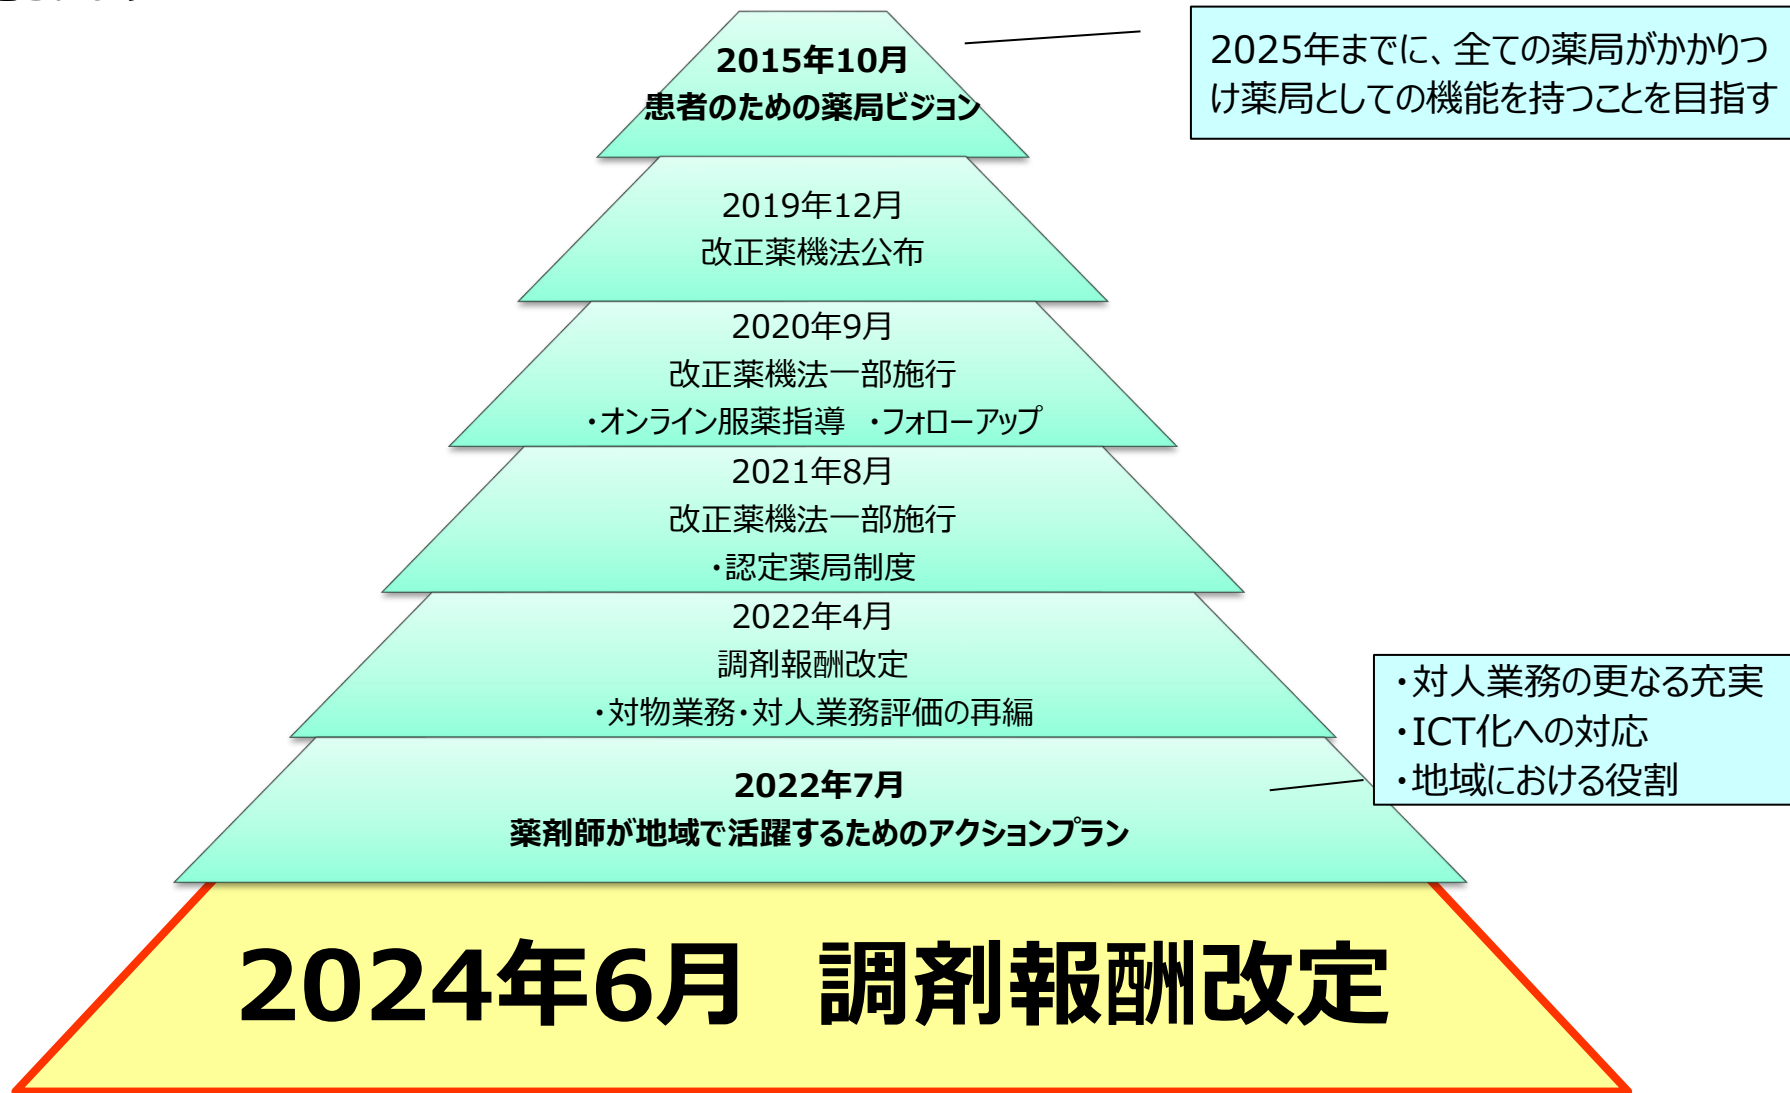 2015年10月
患者のための薬局ビジョン
2025年までに、全ての薬局がかかりつ
け薬局としての機能を持つことを目指す
2019年12月
改正薬機法公布
2020年9月
改正薬機法一部施行
・オンライン服薬指導　・フォローアップ
2021年8月
改正薬機法一部施行
・認定薬局制度
2022年4月
調剤報酬改定
・対物業務・対人業務評価の再編
2022年7月
薬剤師が地域で活躍するためのアクションプラン
・対人業務の更なる充実
・ICT化への対応
・地域における役割
2024年6月　調剤報酬改定